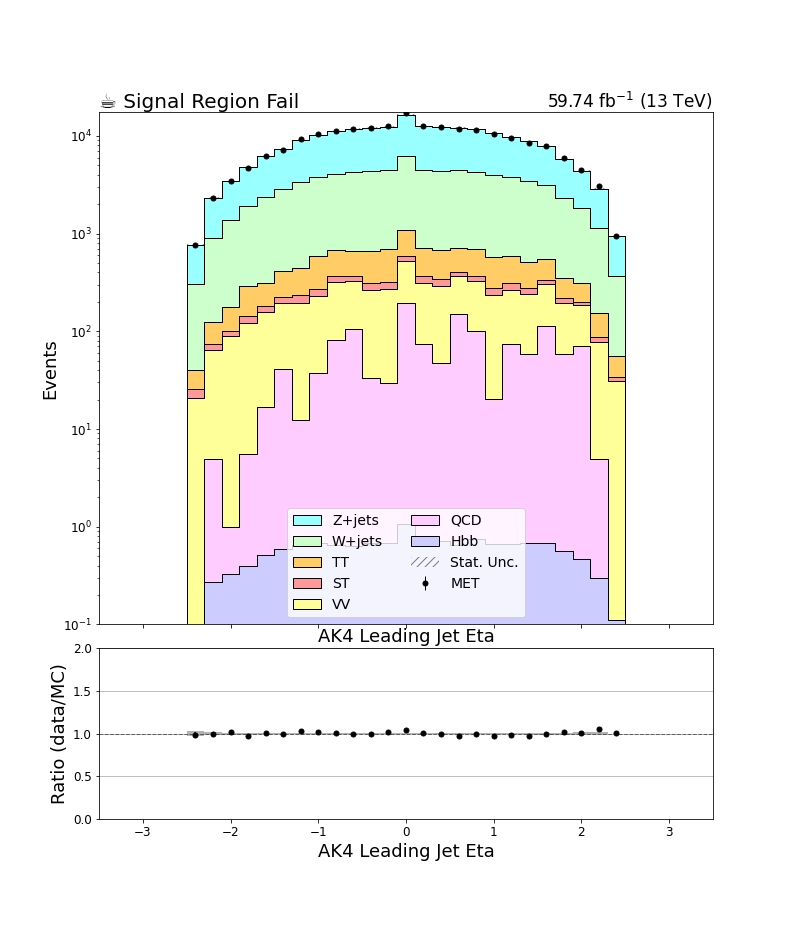 ☕ Signal Region Fail
59.74 fb⁻¹ (13 TeV)
10⁴
10³
10²
10¹
10⁰
10⁻¹
Events
Z+jets
W+jets
TT
ST
VV
QCD
Hbb
Stat. Unc.
MET
AK4 Leading Jet Eta
2.0
1.5
1.0
0.5
0.0
Ratio (data/MC)
−3 −2 −1 0 1 2 3
AK4 Leading Jet Eta